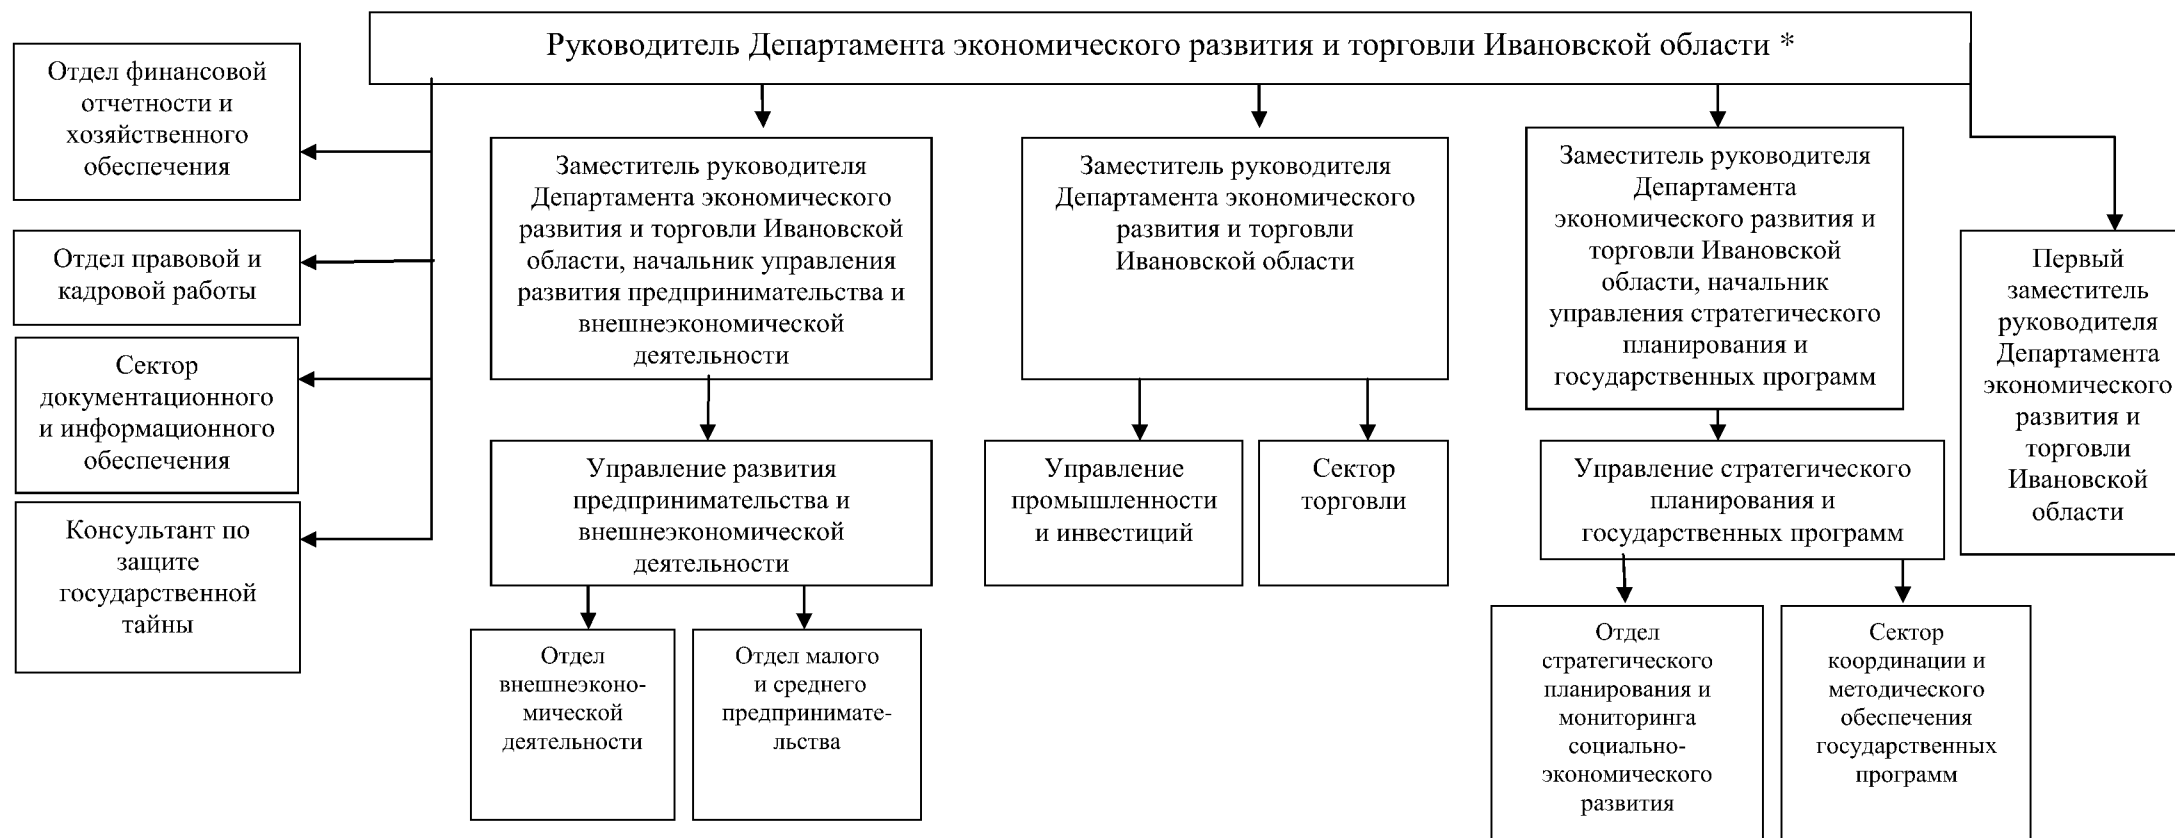 Руководитель Департамента экономического развития и торговли Ивановской области *
Отдел финансовой
отчетности и
хозяйственного
обеспечения
Отдел правовой и
кадровой работы
Сектор
документационного
и информационного
обеспечения
Консультант по
защите
государственной
тайны
Заместитель руководителя
Департамента экономического
развития и торговли Ивановской
области, начальник управления
развития предпринимательства и
внешнеэкономической
деятельности
Управление развития
предпринимательства и
внешнеэкономической
деятельности
Отдел
внешнеэконо-
мической
деятельности
Отдел малого
и среднего
предпринимате-
льства
Заместитель руководителя
Департамента экономического
развития и торговли
Ивановской области
Управление
промышленности
и инвестиций
Сектор
торговли
Заместитель руководителя
Департамента
экономического развития и
торговли Ивановской
области, начальник
управления стратегического
планирования и
государственных программ
Управление стратегического
планирования и
государственных программ
Отдел
стратегического
планирования и
мониторинга
социально-
экономического
развития
Сектор
координации и
методического
обеспечения
государственных
программ
Первый
заместитель
руководителя
Департамента
экономического
развития и
торговли
Ивановской
области